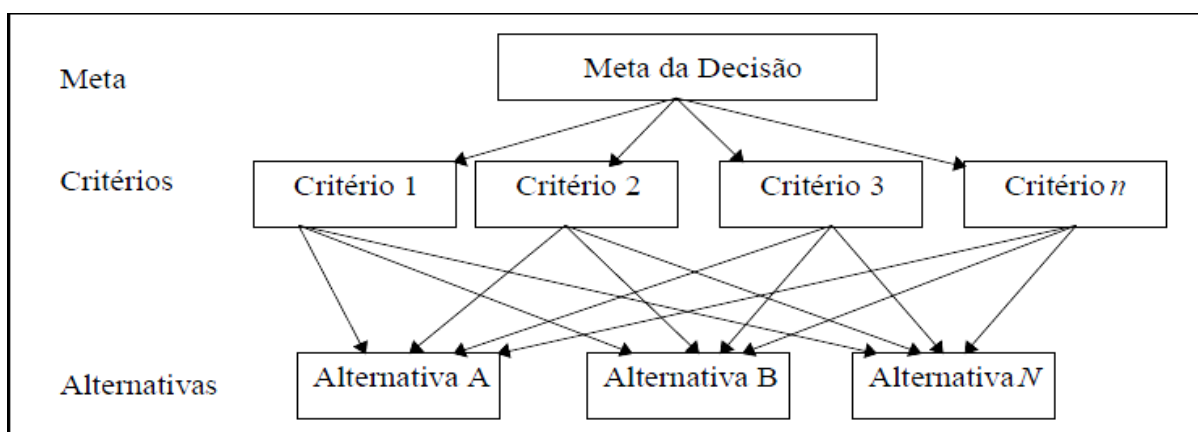 Meta
Meta da Decisão
Critérios
Critério 1
Critério 2
Critério 3
Critério n
Alternativas
Alternativa A
Alternativa B
Alternativa N